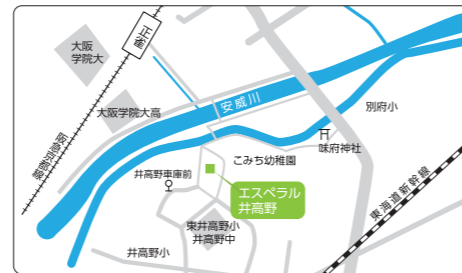 正雀
大阪
学院大
大阪学院大高
安威川
別府小
味府神社
阪急京都線
こみち幼稚園
井高野車庫前
エスペラル
井高野
東海道新幹線
東井高野小
井高野中
井高野小